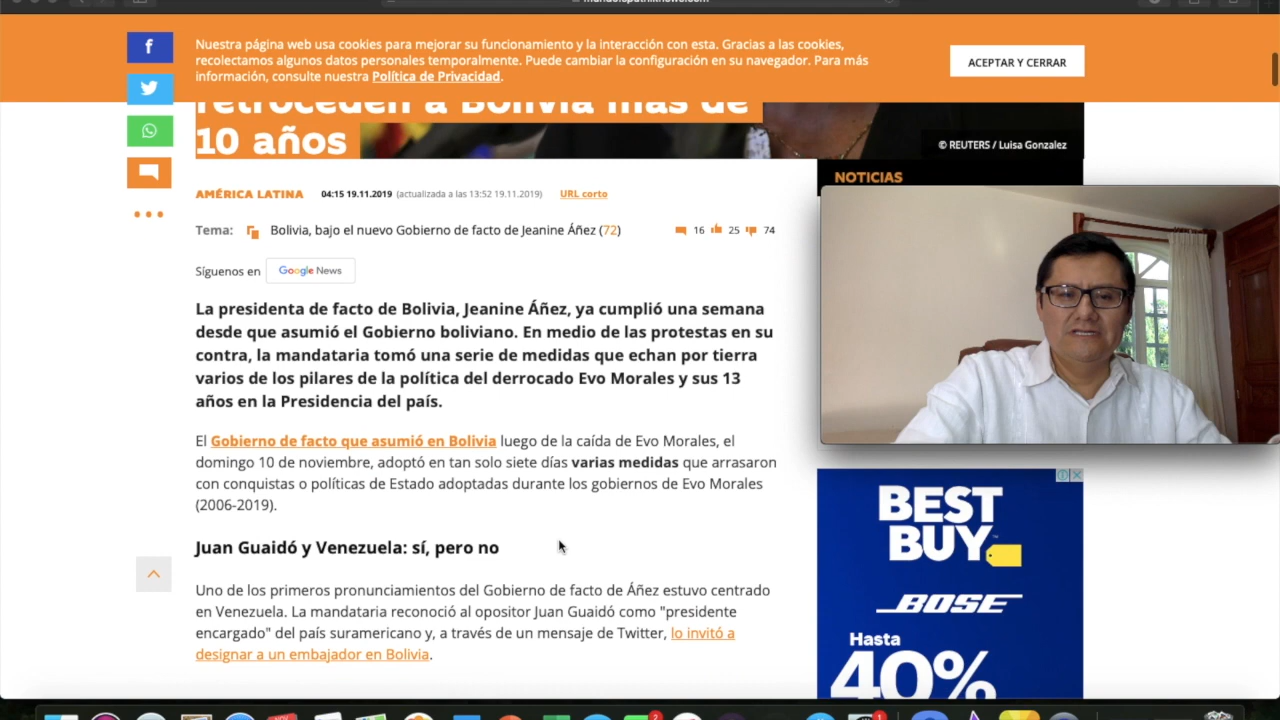 Nuestra página web usa cookies para mejorar su funcionamiento y la interacción con esta. Gracias a las cookies,
recolectamos algunos datos personales temporalmente. Puede cambiar la configuración en su navegador. Para más
información, consulte nuestra Política de Privacidad.
ACEPTAR Y CERRAR
retroceden a Bolivia más de
10 años
© REUTERS / Luisa Gonzalez
AMÉRICA LATINA 04:15 19.11.2019 (actualizada a las 13:52 19.11.2019) URL corto
NOTICIAS
Tema: Bolivia, bajo el nuevo Gobierno de facto de Jeanine Áñez (72) 16 25 74
Síguenos en Google News
La presidenta de facto de Bolivia, Jeanine Áñez, ya cumplió una semana
desde que asumió el Gobierno boliviano. En medio de las protestas en su
contra, la mandataria tomó una serie de medidas que echan por tierra
varios de los pilares de la política del derrocado Evo Morales y sus 13
años en la Presidencia del país.
El Gobierno de facto que asumió en Bolivia luego de la caída de Evo Morales, el
domingo 10 de noviembre, adoptó en tan solo siete días varias medidas que arrasaron
con conquistas o políticas de Estado adoptadas durante los gobiernos de Evo Morales
(2006-2019).
Juan Guaidó y Venezuela: sí, pero no
Uno de los primeros pronunciamientos del Gobierno de facto de Áñez estuvo centrado
en Venezuela. La mandataria reconoció al opositor Juan Guaidó como "presidente
encargado" del país suramericano y, a través de un mensaje de Twitter, lo invitó a
designar a un embajador en Bolivia.
BEST
BUY
BOSE
Hasta
40%